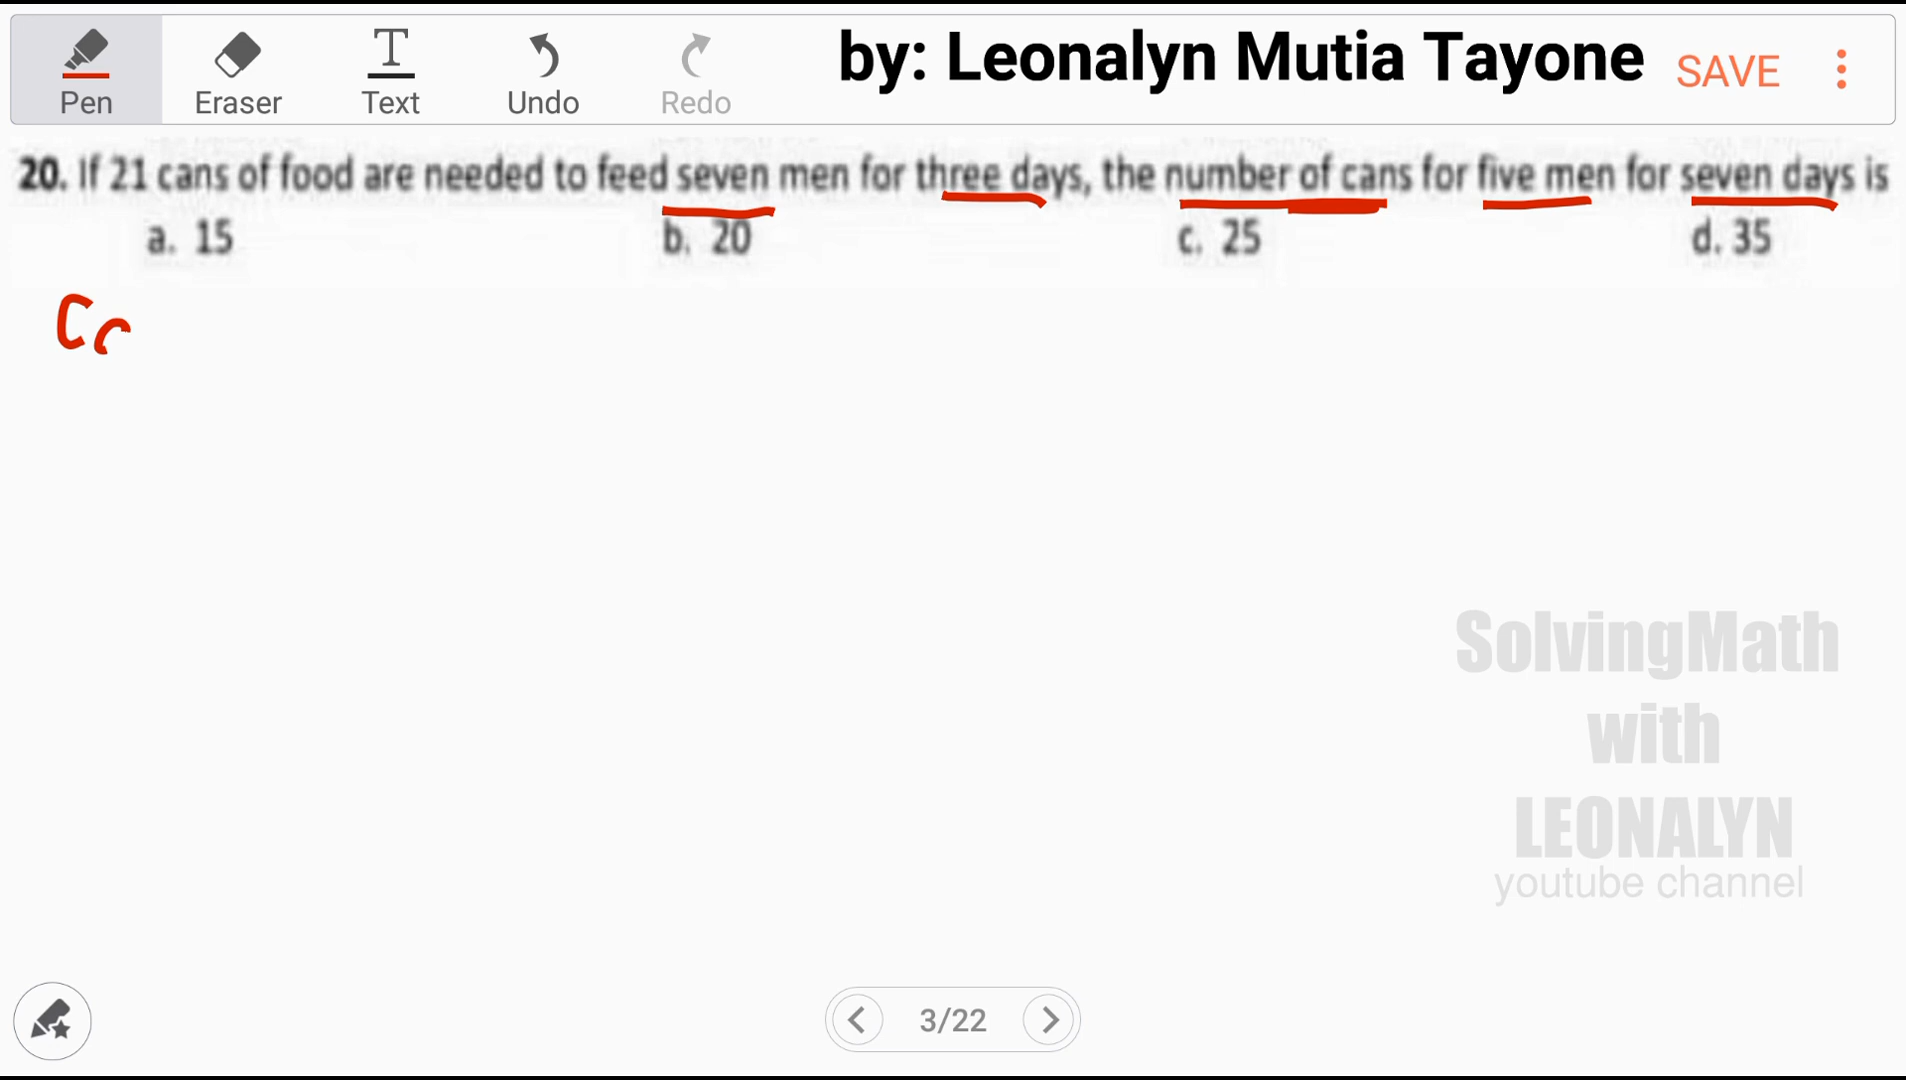 Pen Eraser Text Undo Redo by: Leonalyn Mutia Tayone SAVE
20. If 21 cans of food are needed to feed seven men for three days, the number of cans for five men for seven days is
a. 15 b. 20 c. 25 d. 35
Ca
SolvingMath
with
LEONALYN
youtube channel
3/22